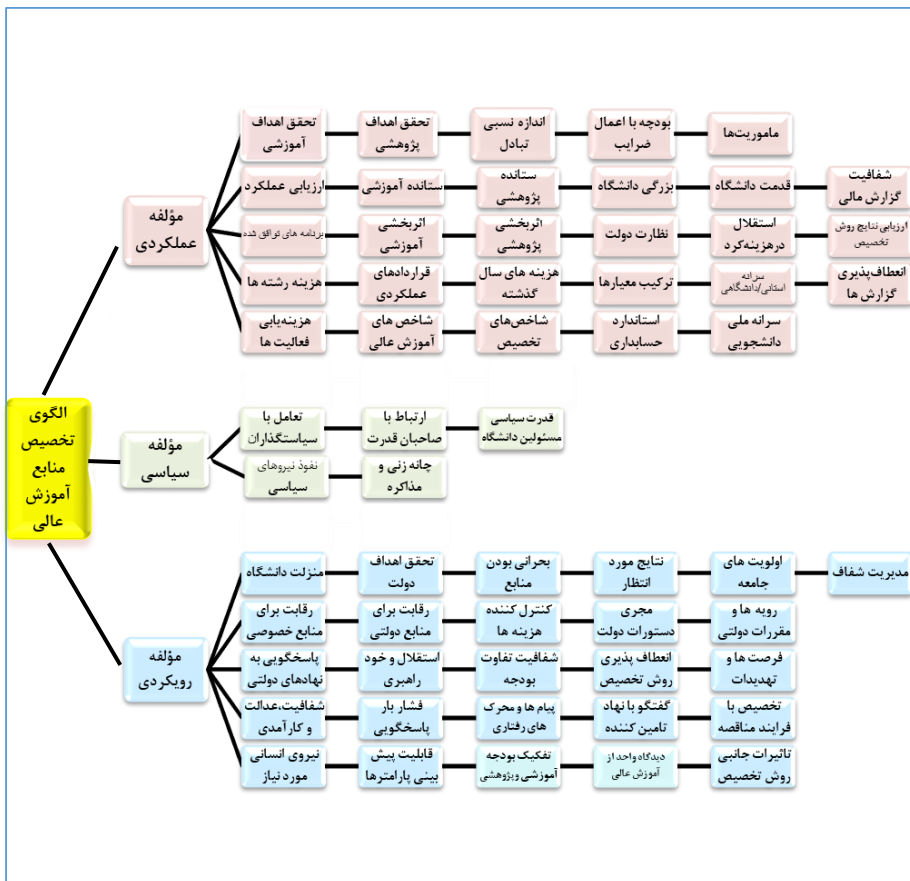 الگوی
تخصیص
منابع
آموزش
عالی
مؤلفه
عملکردی
تحقق اهداف
آموزشی
تحقق اهداف
پژوهشی
اندازه نسبی
تبادل
بودجه با اعمال
ضرایب
ماموریت‌ها
ارزیابی عملکرد
ستانده آموزشی
ستانده
پژوهشی
بزرگی دانشگاه
قدمت دانشگاه
شفافیت
گزارش مالی
برنامه های توافق شده
اثربخشی
آموزشی
اثربخشی
پژوهشی
نظارت دولت
استقلال
درهزینه‌کرد
ارزیابی نتایج روش
تخصیص
هزینه رشته ها
قراردادهای
عملکردی
هزینه های سال
گذشته
ترکیب معیارها
سرانه
استانی/دانشگاهی
انعطاف‌پذیری
گزارش ها
هزینه‌یابی
فعالیت ها
شاخص های
آموزش عالی
شاخص‌های
تخصیص
استاندارد
حسابداری
سرانه ملی
دانشجویی
مؤلفه
سیاسی
تعامل با
سیاستگذاران
ارتباط با
صاحبان قدرت
قدرت سیاسی
مسئولین دانشگاه
نفوذ نیروهای
سیاسی
چانه زنی و
مذاکره
مؤلفه
رویکردی
منزلت دانشگاه
تحقق اهداف
دولت
بحرانی بودن
منابع
نتایج مورد
انتظار
اولویت های
جامعه
مدیریت شفاف
رقابت برای
منابع خصوصی
رقابت برای
منابع دولتی
کنترل کننده
هزینه ها
مجری
دستورات دولت
رویه ها و
مقررات دولتی
پاسخگویی به
نهادهای دولتی
استقلال و خود
راهبری
شفافیت تفاوت
بودجه
انعطاف پذیری
روش تخصیص
فرصت ها و
تهدیدات
شفافیت،عدالت
و کارآمدی
فشار بار
پاسخگویی
پیام ها و محرک
های رفتاری
گفتگو با نهاد
تامین کننده
تخصیص با
فرایند مناقصه
نیروی انسانی
مورد نیاز
قابلیت پیش
بینی پارامترها
تفکیک بودجه
آموزشی وپژوهشی
دیدگاه واحد از
آموزش عالی
تاثیرات جانبی
روش تخصیص